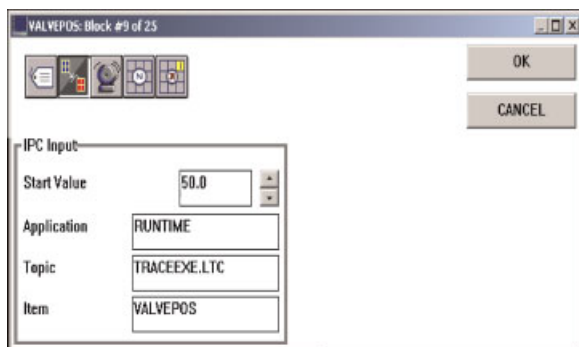 VALVEPOS: Block #9 of 25
OK
CANCEL
IPC Input
Start Value 50.0
Application RUNTIME
Topic TRACEEXE.LTC
Item VALVEPOS